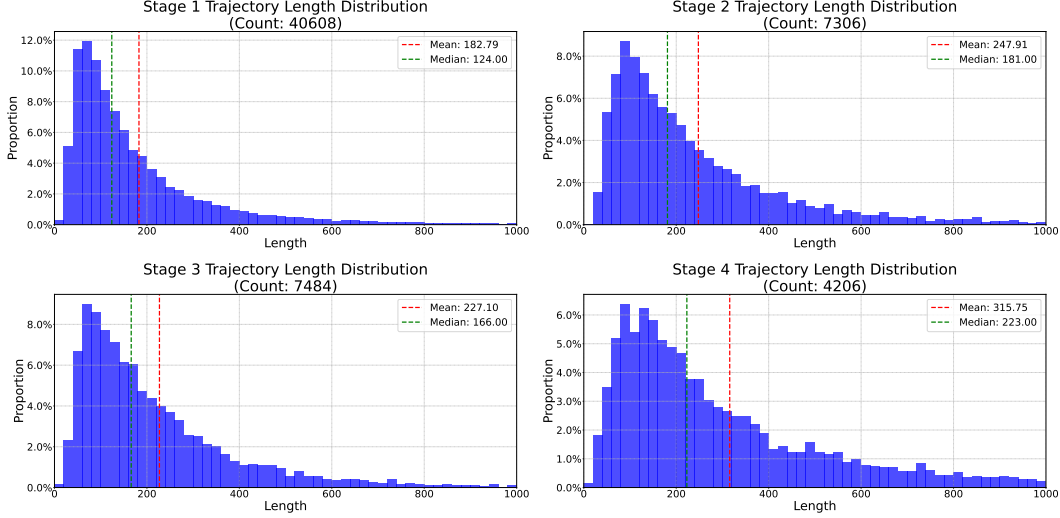 Stage 1 Trajectory Length Distribution
(Count: 40608)
12.0%
10.0%
8.0%
6.0%
4.0%
2.0%
0.0%
Proportion
Mean: 182.79
Median: 124.00
0 200 400 600 800 1000
Length
Stage 2 Trajectory Length Distribution
(Count: 7306)
8.0%
6.0%
4.0%
2.0%
0.0%
Proportion
Mean: 247.91
Median: 181.00
0 200 400 600 800 1000
Length
Stage 3 Trajectory Length Distribution
(Count: 7484)
8.0%
6.0%
4.0%
2.0%
0.0%
Proportion
Mean: 227.10
Median: 166.00
0 200 400 600 800 1000
Length
Stage 4 Trajectory Length Distribution
(Count: 4206)
6.0%
5.0%
4.0%
3.0%
2.0%
1.0%
0.0%
Proportion
Mean: 315.75
Median: 223.00
0 200 400 600 800 1000
Length